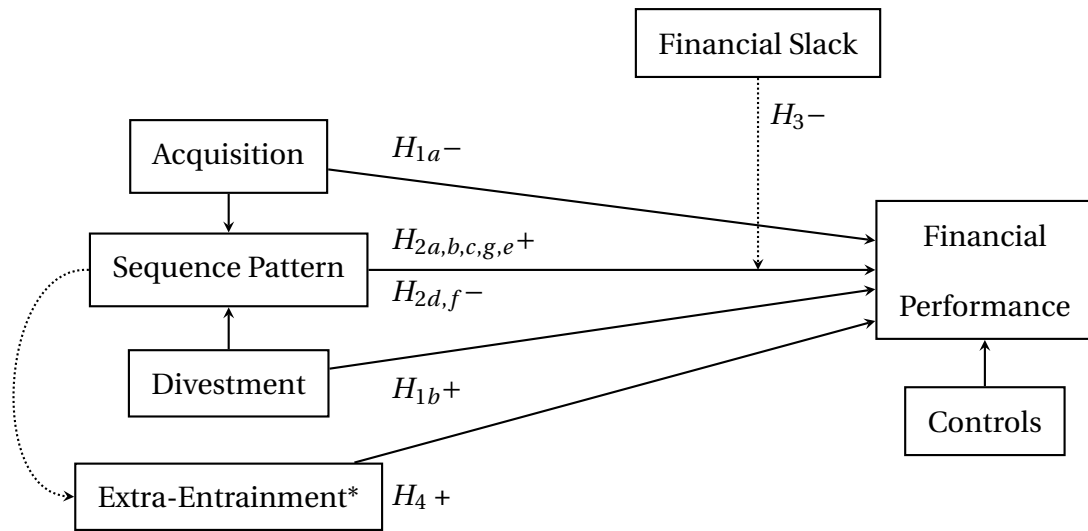 Financial Slack
H3−
Acquisition
H1a−
Financial
Performance
H2a,b,c,g,e+
Sequence Pattern
H2d,f−
Divestment
H1b+
Controls
Extra-Entrainment*
H4 +